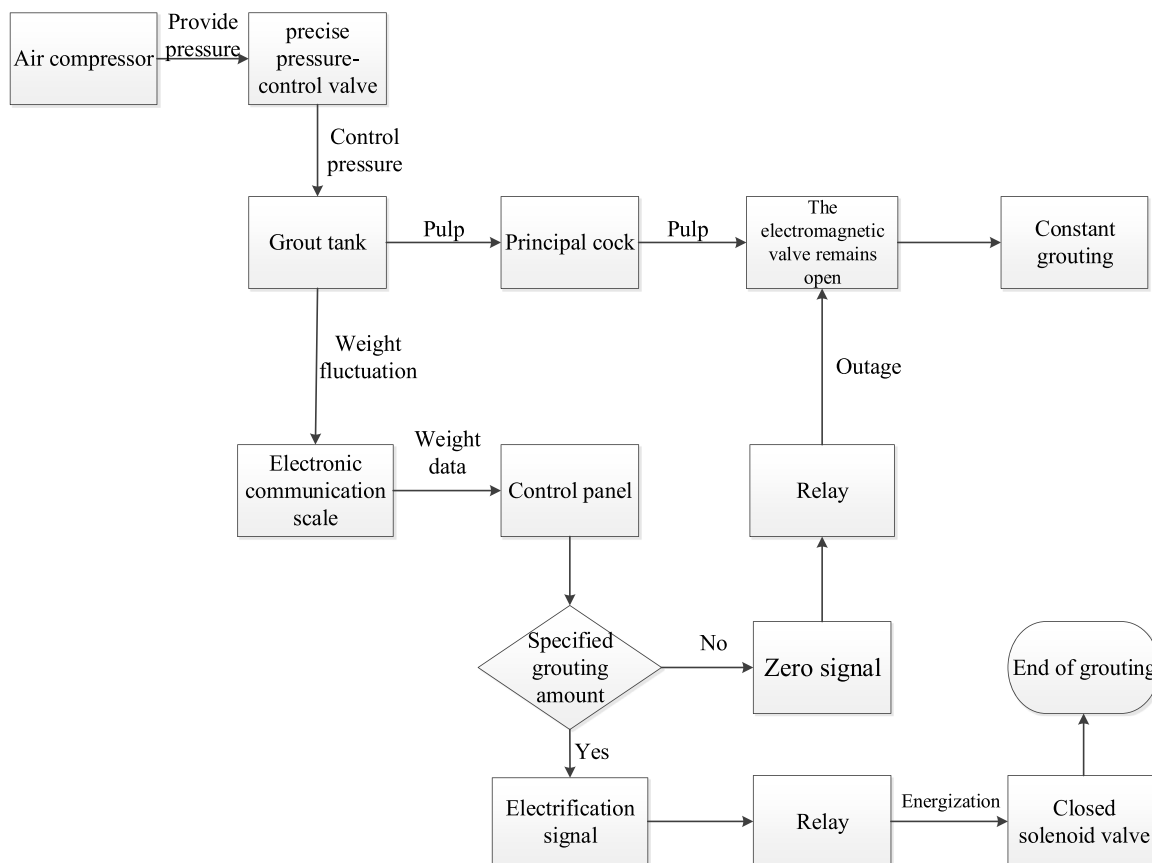 Provide
pressure
Air compressor
precise
pressure-
control valve
Control
pressure
Grout tank
Pulp
Principal cock
Pulp
The
electromagnetic
valve remains
open
Constant
grouting
Weight
fluctuation
Outage
Electronic
communication
scale
Weight
data
Control panel
Relay
Specified
grouting
amount
No
Zero signal
End of grouting
Yes
Electrification
signal
Relay
Energization
Closed
solenoid valve